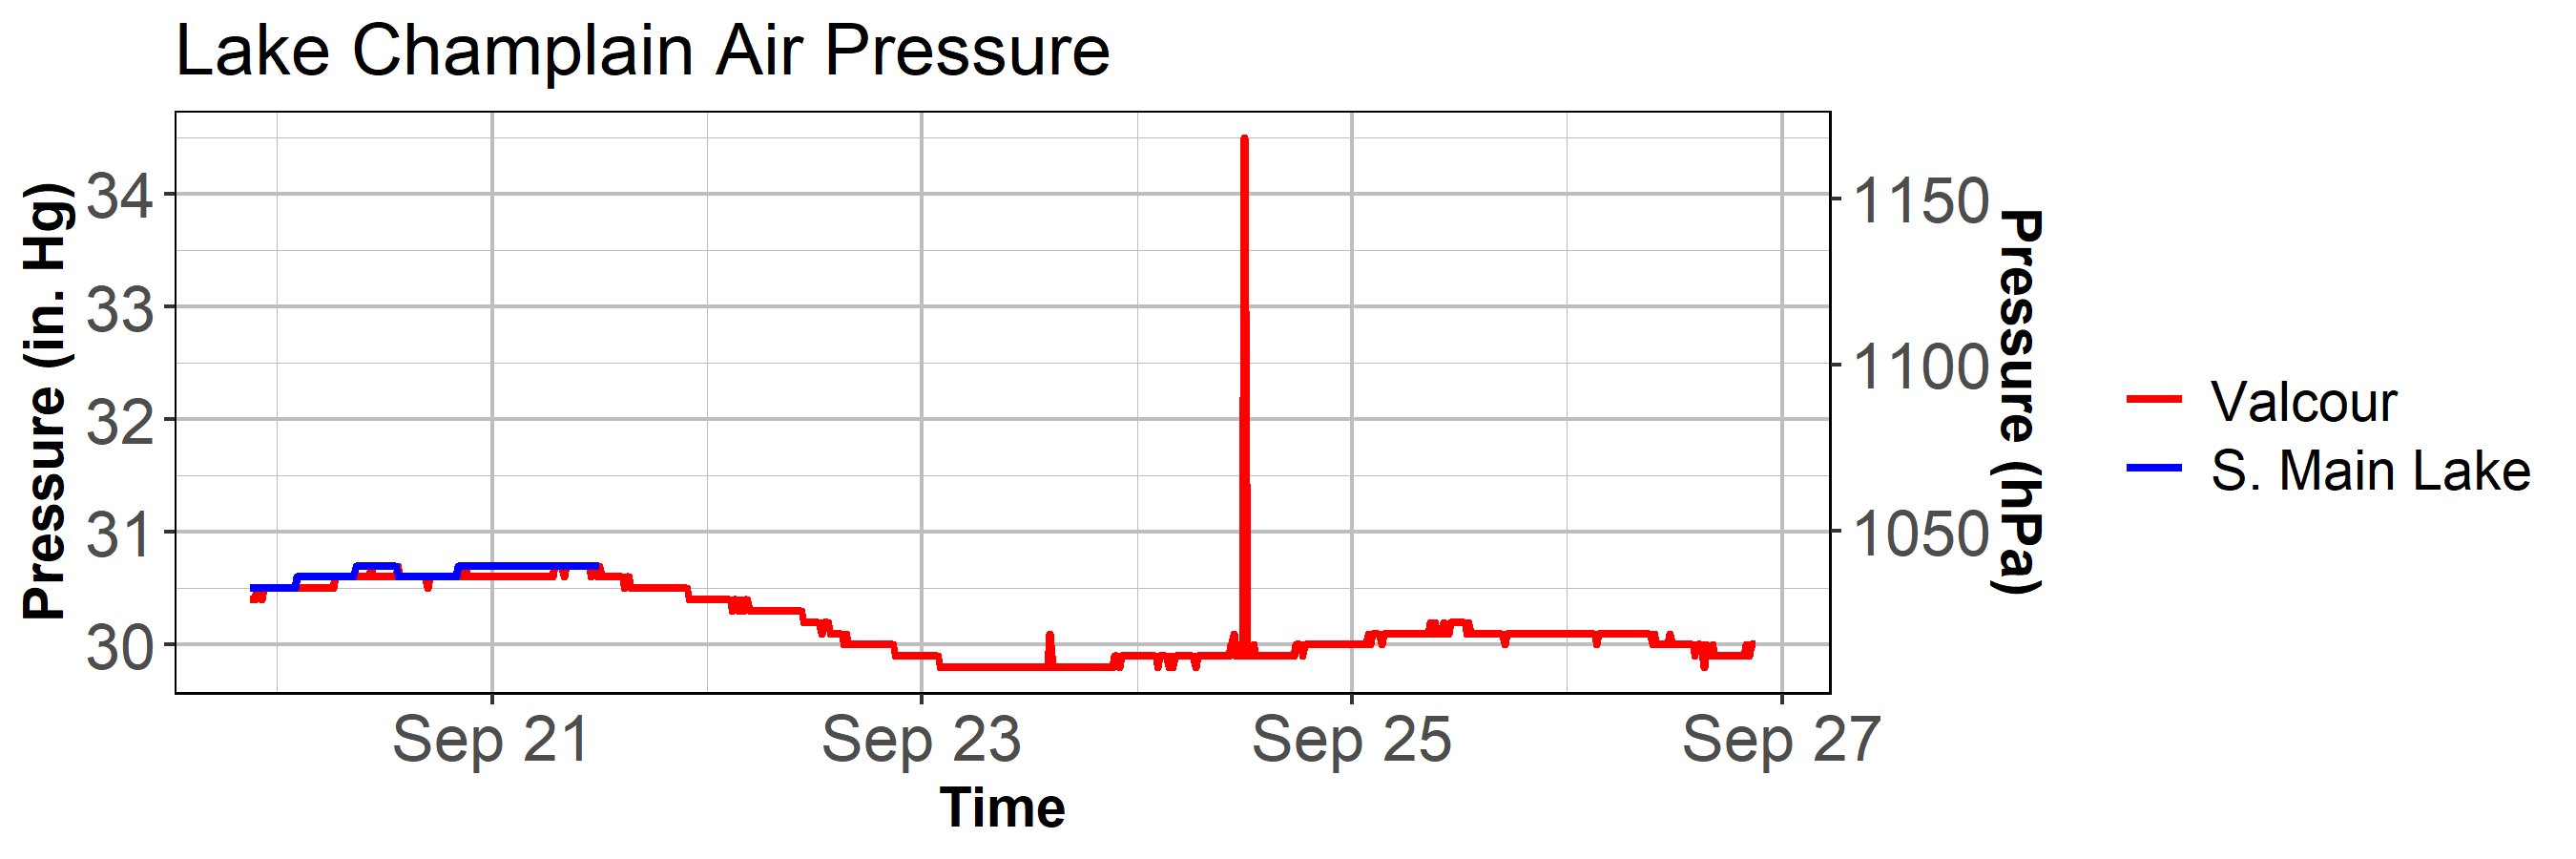 Lake Champlain Air Pressure
Pressure (in. Hg)
34
33
32
31
30
1150
1100
1050
Pressure (hPa)
Valcour
S. Main Lake
Sep 21
Sep 23
Sep 25
Sep 27
Time